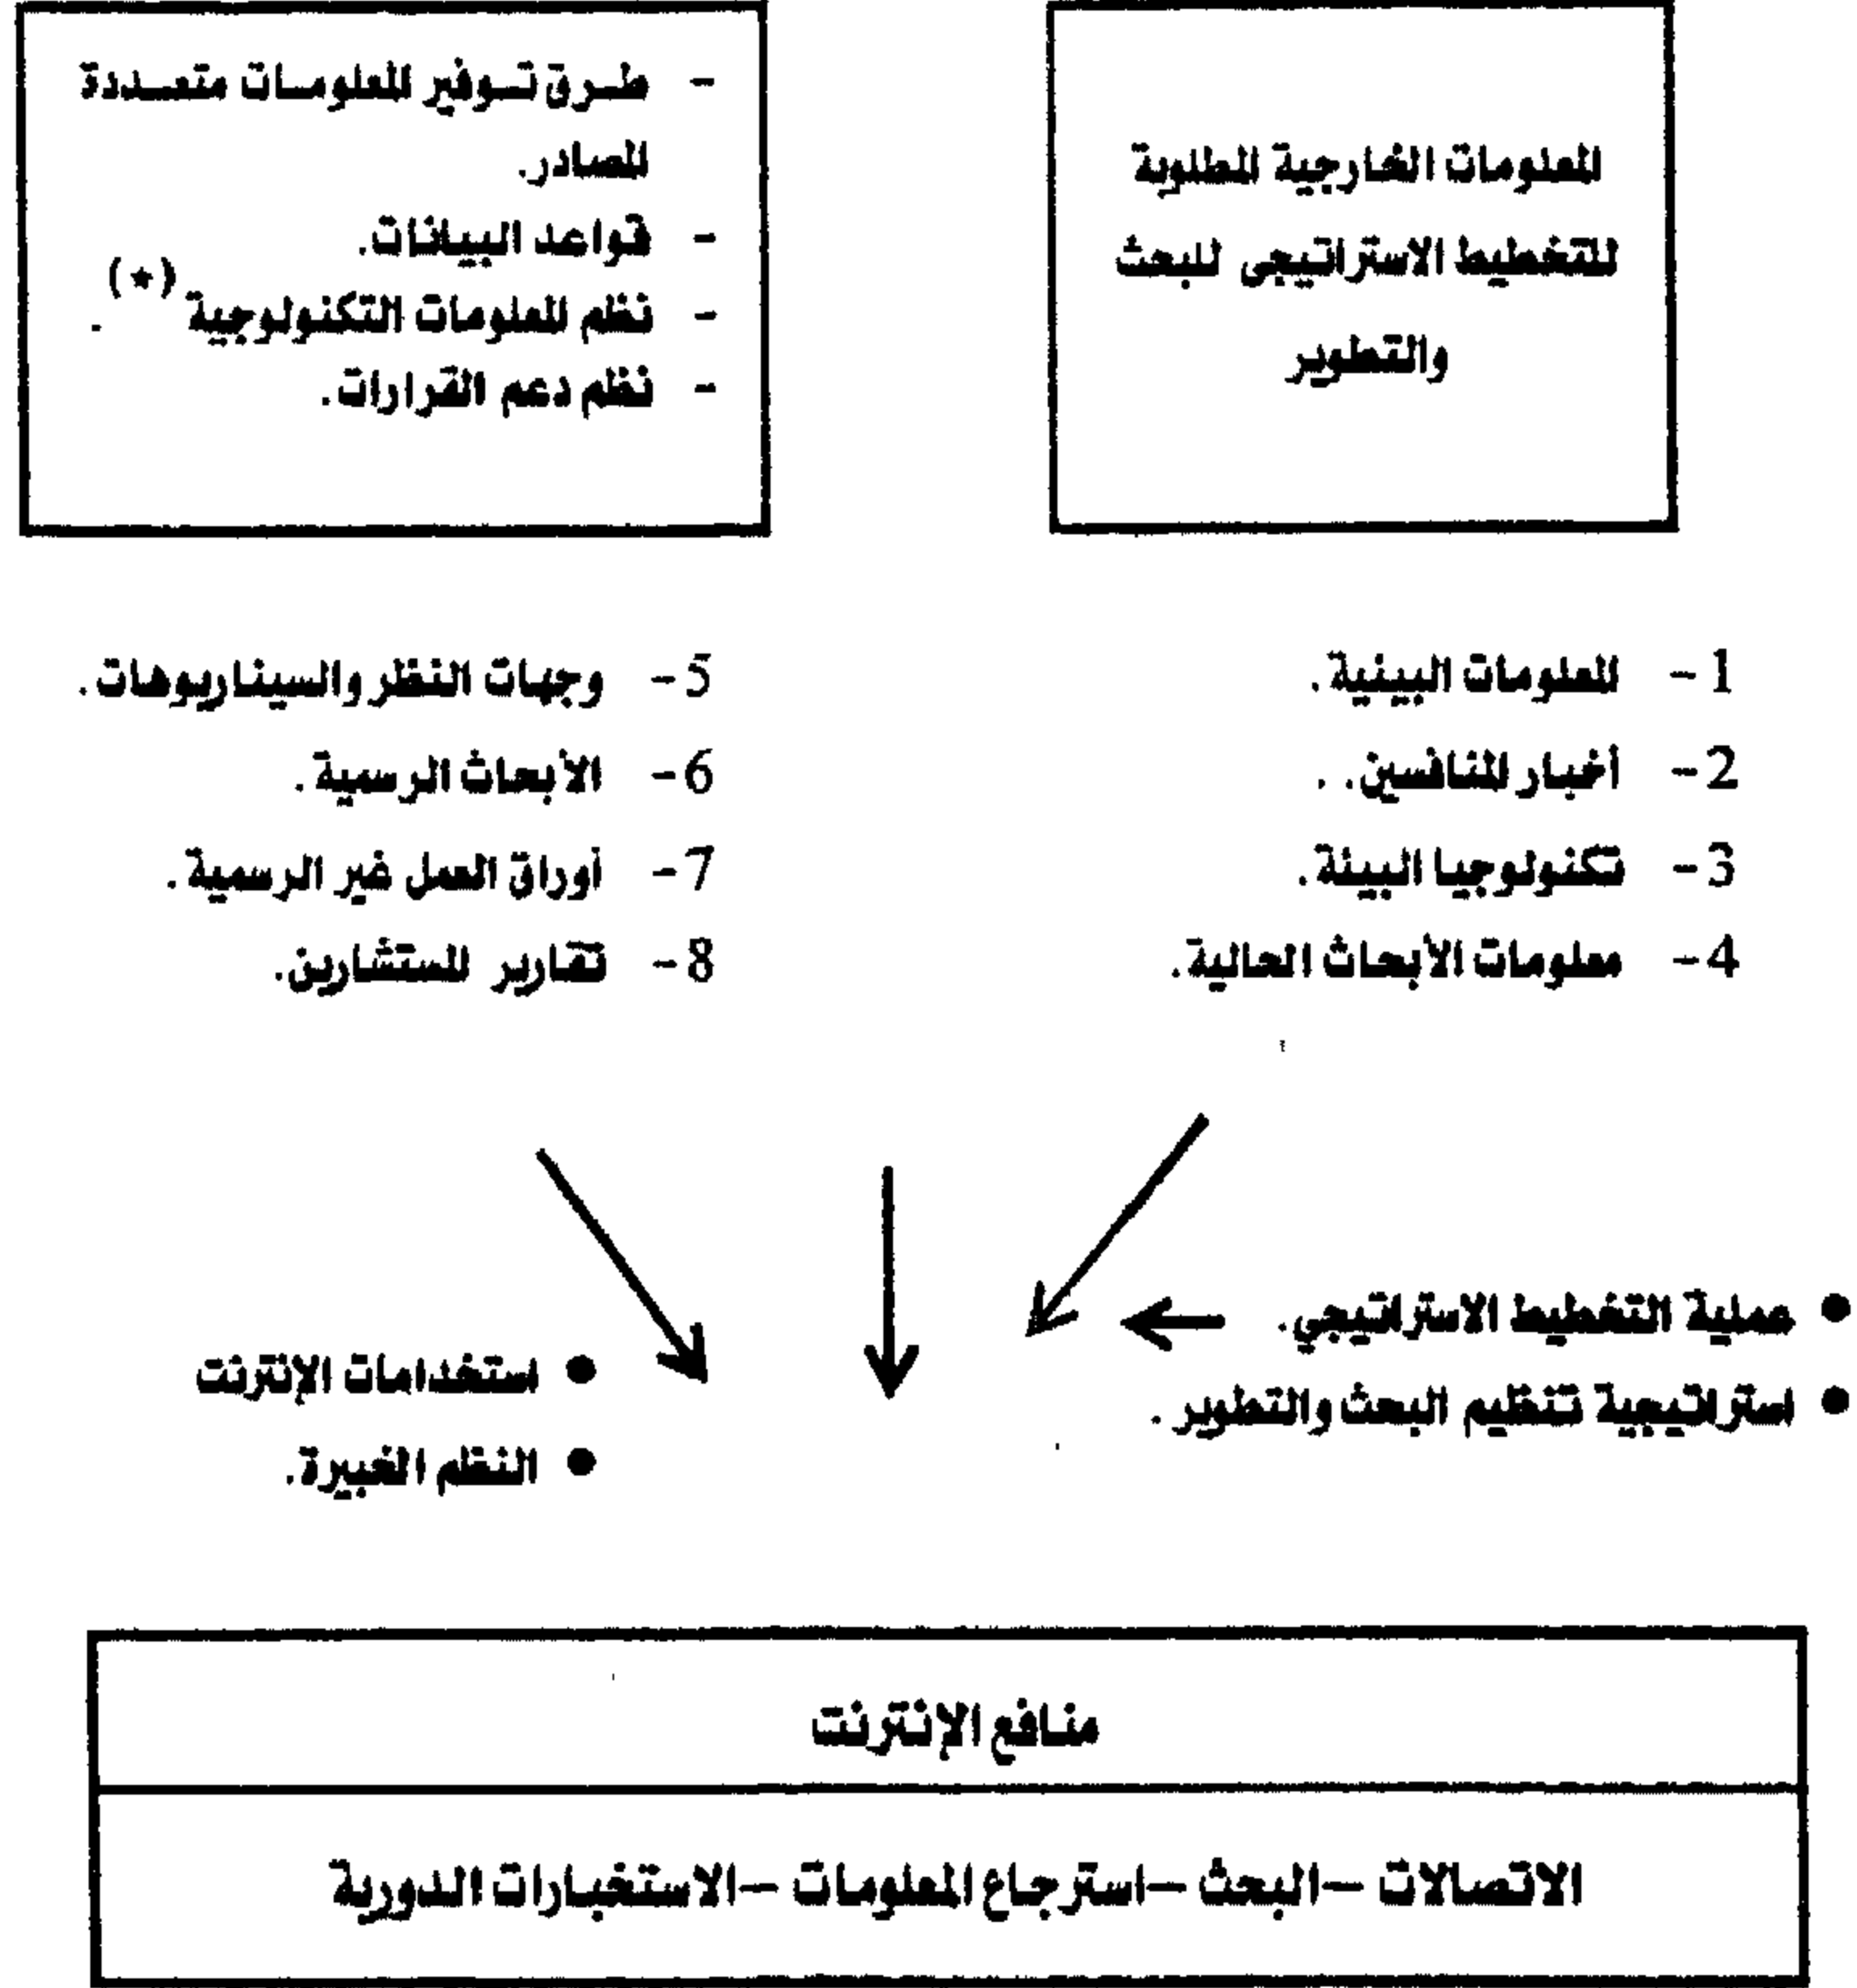 المعلومات الخارجية المطلوبة
للتخطيط الاستراتيجي للبحث
والتطوير
- طرق توفير المعلومات متعددة
المصادر.
- قواعد البيانات.
- نظم المعلومات التكنولوجية (*).
- نظم دعم القرارات.
1- المعلومات البيئية.
2- أخبار المنافسين. .
3- تكنولوجيا البيئة.
4- معلومات الأبحاث الحالية.
5- وجهات النظر والسيناريوهات.
6- الأبحاث الرسمية.
7- أوراق العمل غير الرسمية.
8- تقارير المستشارين.
● عملية التخطيط الاستراتيجي.
● استراتيجية تنظيم البحث والتطوير.
● استخدامات الإنترنت
● النظم الخبيرة.
منافع الإنترنت
الاتصالات –البحث –استرجاع المعلومات –الاستخبارات الدورية